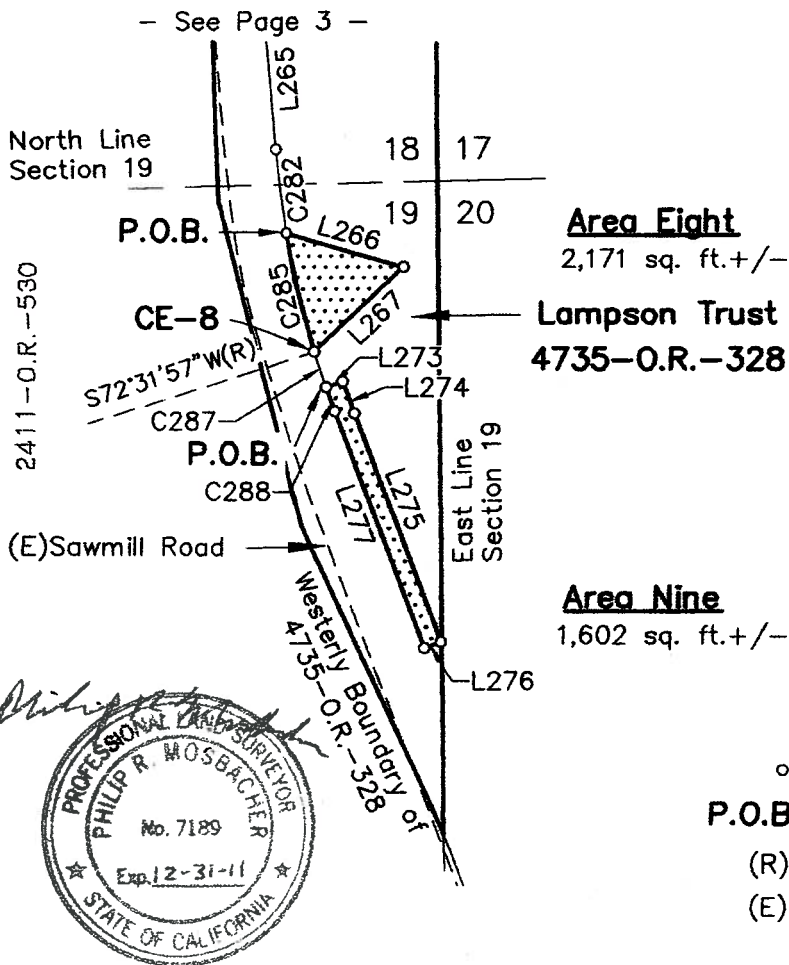 - See Page 3 -
L265
North Line
Section 19
18 17
19 20
C282
P.O.B.
L266
C285
L267
CE-8
Area Eight
2,171 sq. ft.+/-
Lampson Trust
4735-O.R.-328
24411-O.R.-530
S72°31'57"W(R)
L273
L274
C287
P.O.B.
C288
L275
L277
East Line
Section 19
(E)Sawmill Road
Westerly Boundary of
4735-O.R.-328
Area Nine
1,602 sq. ft.+/-
L276
PROFESSIONAL LAND SURVEYOR
PHILIP R. MOSBACHER
No. 7189
Exp.12-31-11
STATE OF CALIFORNIA
P.O.B
(R)
(E)